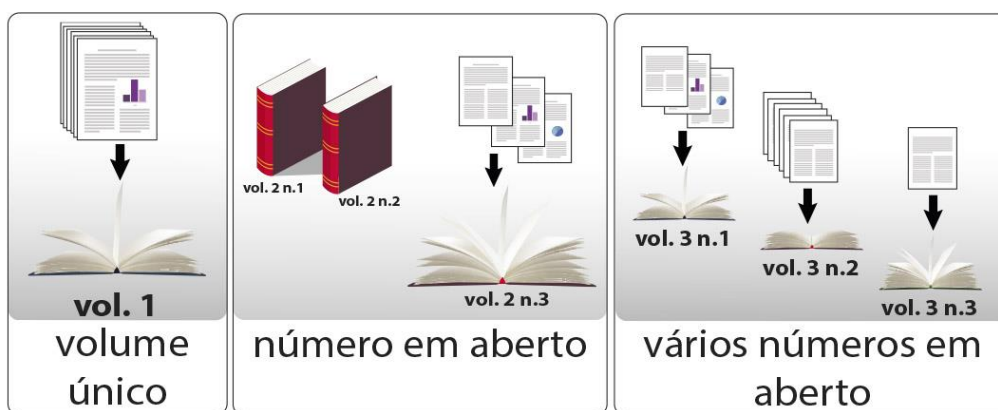 vol. 1
volume
único
vol. 2 n.1
vol. 2 n.2
vol. 2 n.3
número em aberto
vol. 3 n.1
vol. 3 n.2
vol. 3 n.3
vários números em
aberto